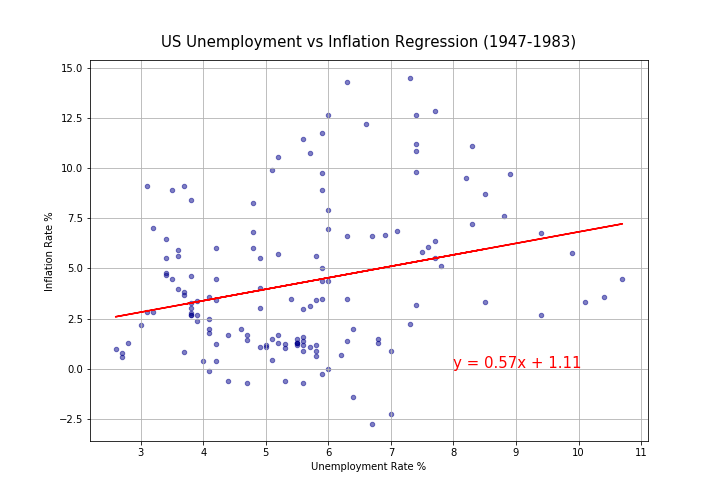 US Unemployment vs Inflation Regression (1947-1983)
15.0
12.5
10.0
7.5
5.0
2.5
0.0
−2.5
Inflation Rate %
y = 0.57x + 1.11
3 4 5 6 7 8 9 10 11
Unemployment Rate %